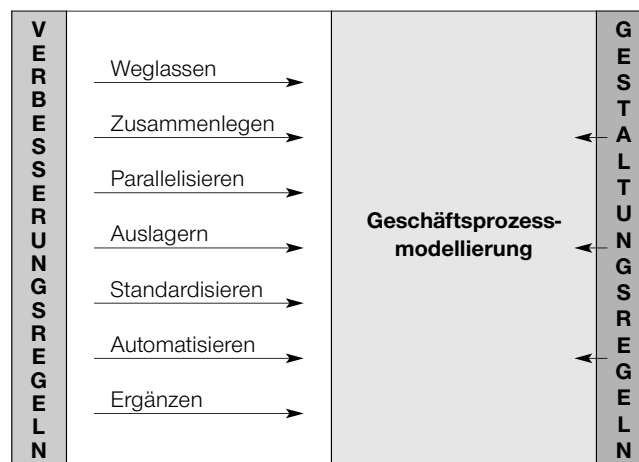 VERBESSERUNGSREGELN
Weglassen
Zusammenlegen
Parallelisieren
Auslagern
Standardisieren
Automatisieren
Ergänzen
Geschäftsprozess-
modellierung
GESTALTUNGSREGELN